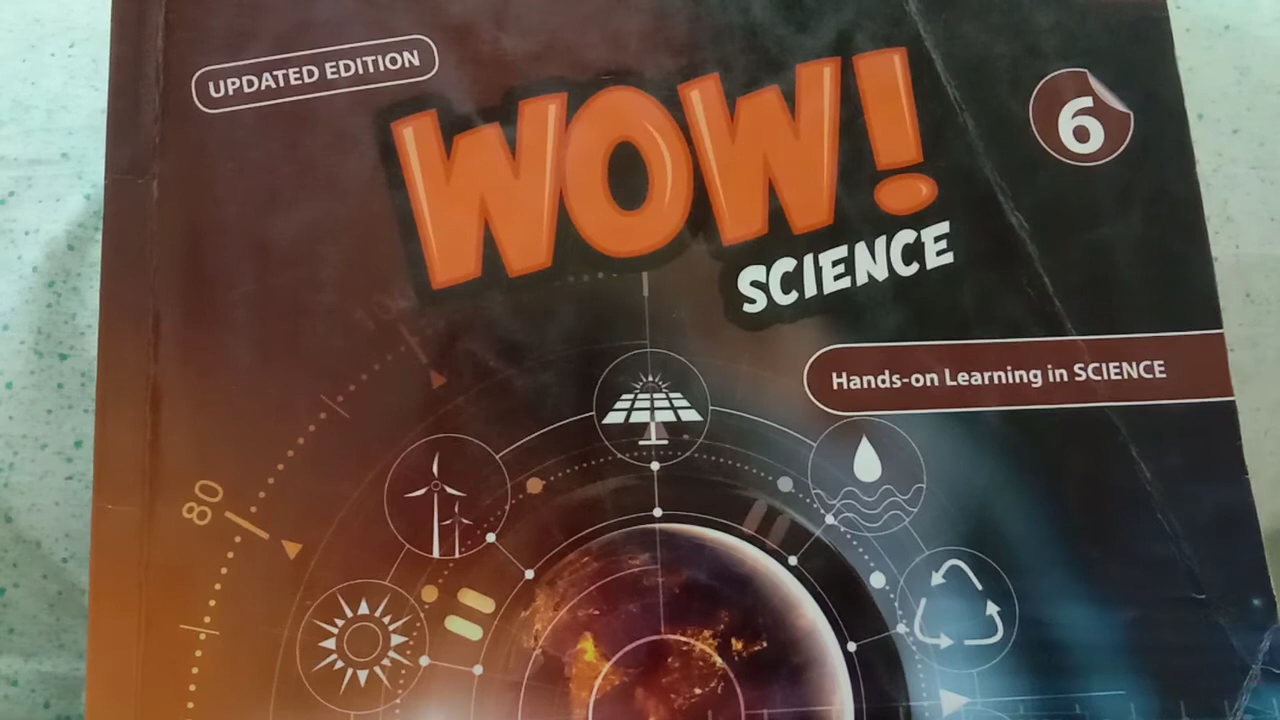 UPDATED EDITION
WOW!
6
SCIENCE
Hands-on Learning in SCIENCE
80